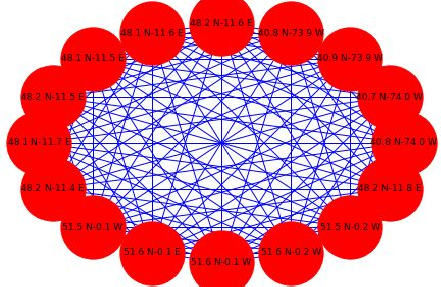 48.2 N-11.6 E
48.1 N-11.6 E
40.8 N-73.9 W
48.1 N-11.5 E
40.9 N-73.9 W
48.2 N-11.5 E
40.7 N-74.0 W
48.1 N-11.7 E
40.8 N-74.0 W
48.2 N-11.4 E
48.2 N-11.8 E
51.5 N-0.1 W
51.5 N-0.2 W
51.6 N-0.1 E
51.6 N-0.2 W
51.6 N-0.1 W